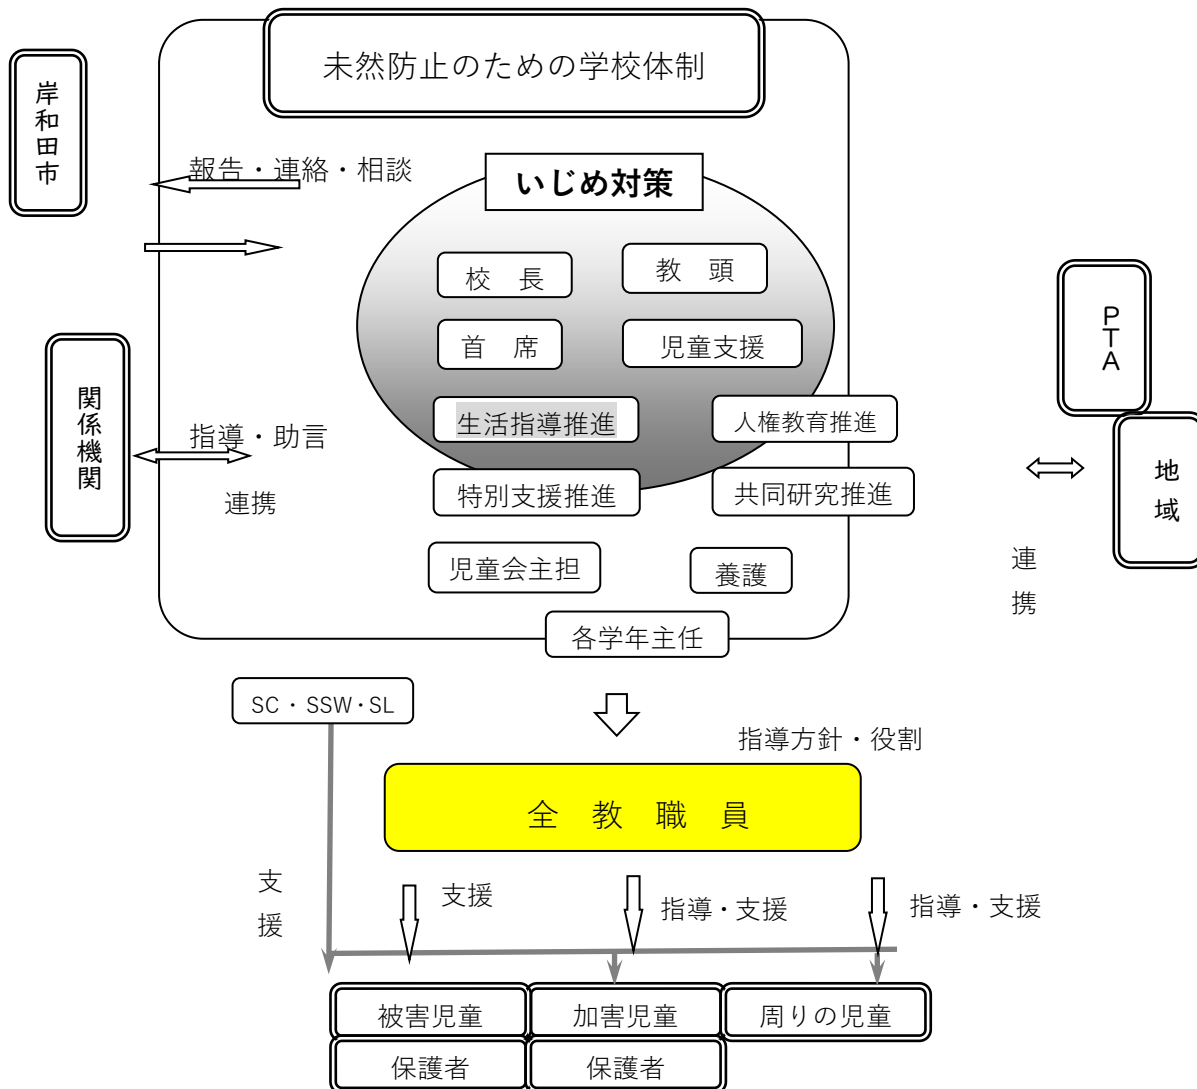 未然防止のための学校体制
岸和田市
報告・連絡・相談
いじめ対策
校　長
教　頭
首　席
児童支援
PTA
関係機関
指導・助言
連携
生活指導推進
人権教育推進
特別支援推進
共同研究推進
地域
連携
児童会主担
養護
各学年主任
SC・SSW・SL
指導方針・役割
全　教　職　員
支援
支援
指導・支援
指導・支援
被害児童
加害児童
周りの児童
保護者
保護者